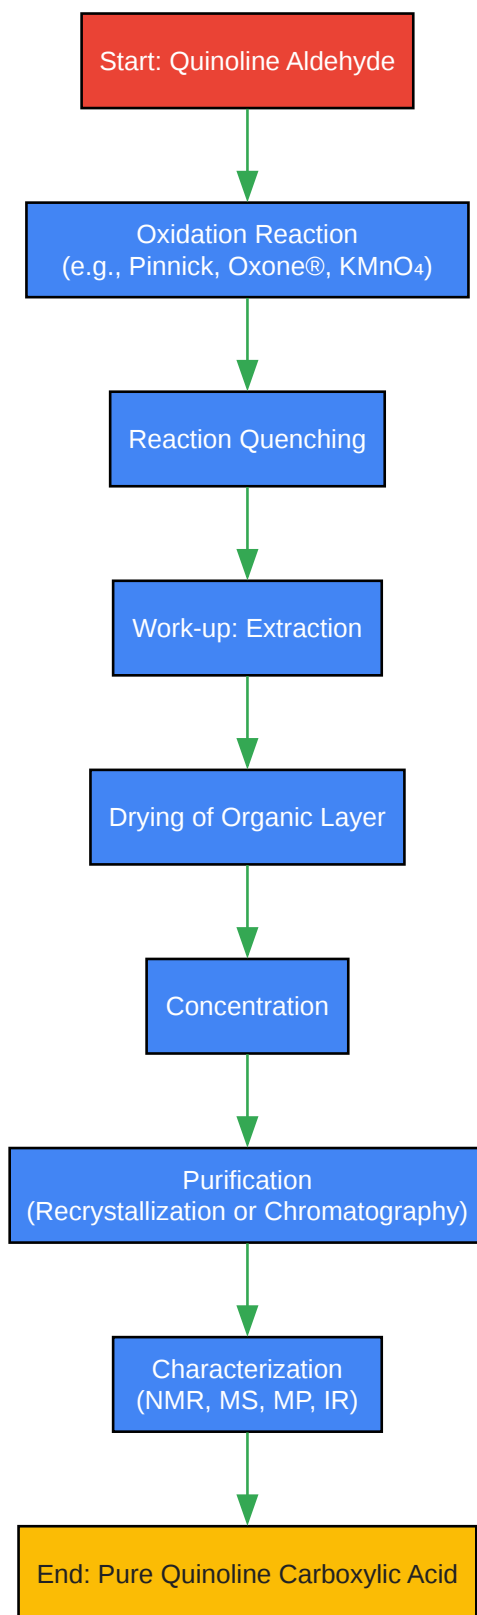 Start: Quinoline Aldehyde
Oxidation Reaction
(e.g., Pinnick, Oxone®, KMnO₄)
Reaction Quenching
Work-up: Extraction
Drying of Organic Layer
Concentration
Purification
(Recrystallization or Chromatography)
Characterization
(NMR, MS, MP, IR)
End: Pure Quinoline Carboxylic Acid